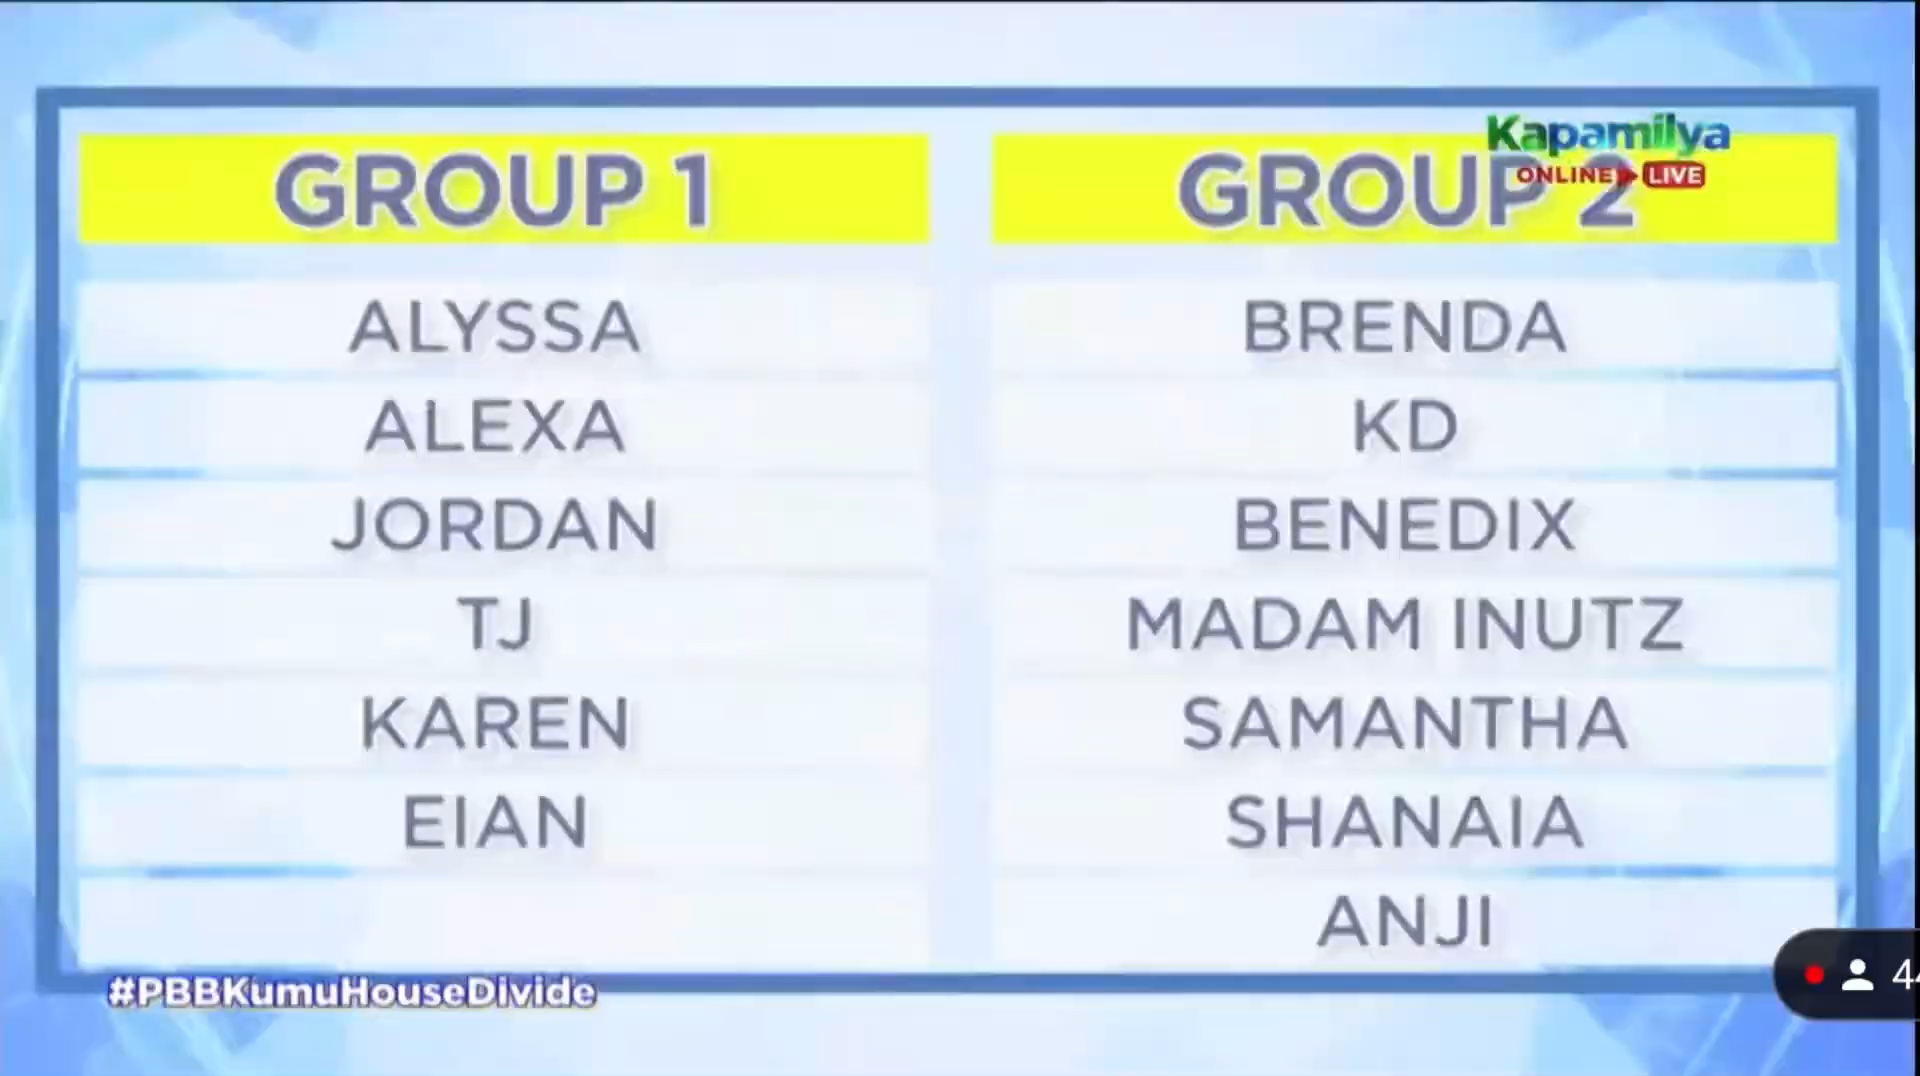 Kapamilya
ONLINE LIVE
GROUP 1
ALYSSA
ALEXA
JORDAN
TJ
KAREN
EIAN
GROUP 2
BRENDA
KD
BENEDIX
MADAM INUTZ
SAMANTHA
SHANAIA
ANJI
#PBBKumuHouseDivide